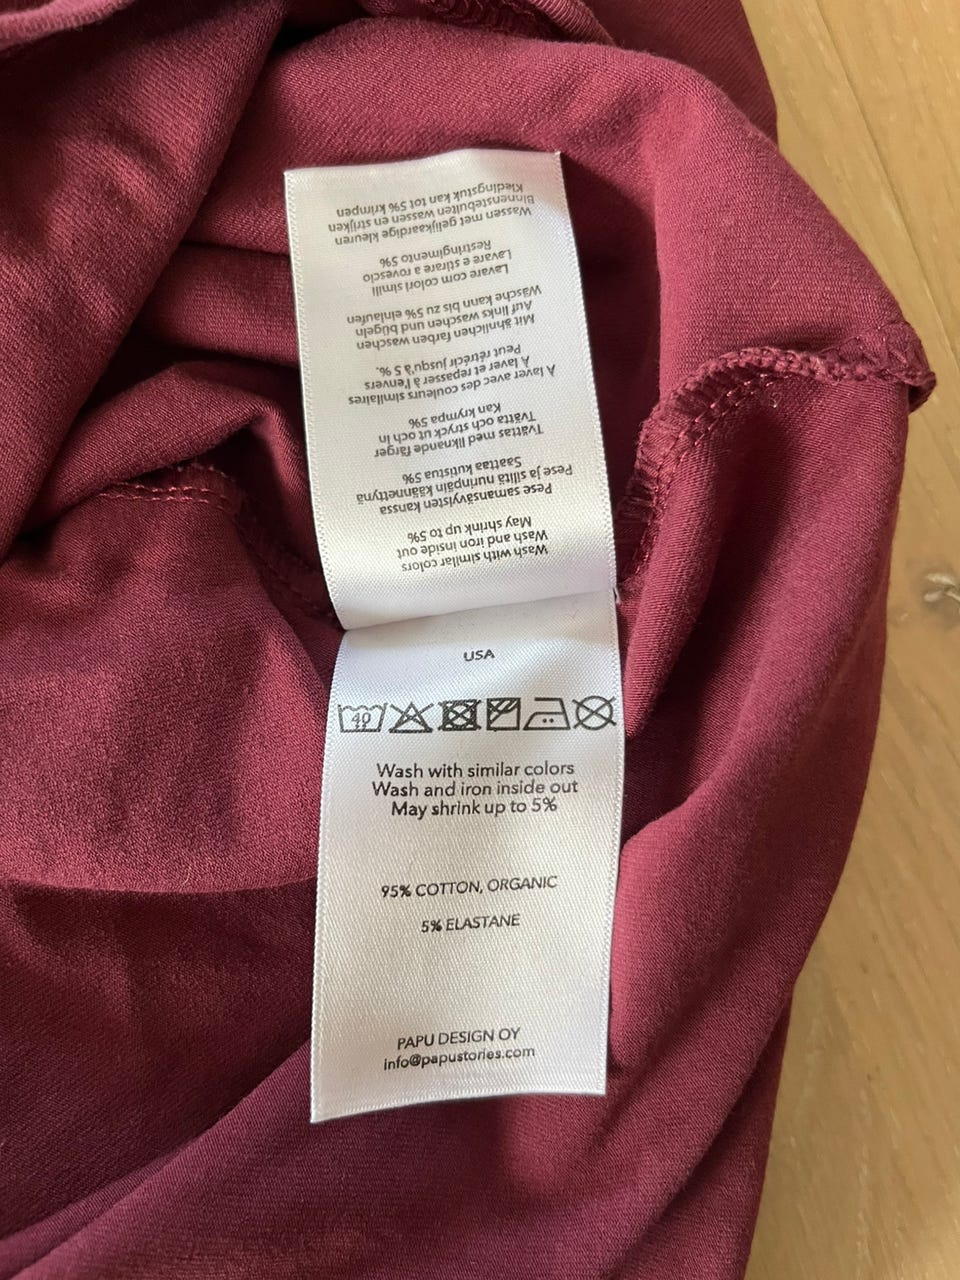 Wash with similar colors
Wash and iron inside out
May shrink up to 5%
Pese samansävyisten kanssa
Pese ja silitä nurinpäin käännettynä
Saattaa kutistua 5%
Tvättas med liknande färger
Tvätta och stryck ut och in
Kan krympa 5%
À laver avec des couleurs similaires
À laver et repasser à l'envers
Peut rétrécir jusqu'à 5 %.
Mit ähnlichen farben waschen
Auf links waschen und bügeln
Wäsche kann bis zu 5% einlaufen
Lavare com colori simili
Lavare e stirare a rovescio
Restringimento 5%
Wassen met gelijkaardige kleuren
Binnenstebuiten wassen en strijken
Kledingstuk kan tot 5% krimpen
USA
40
Wash with similar colors
Wash and iron inside out
May shrink up to 5%
95% COTTON, ORGANIC
5% ELASTANE
PAPU DESIGN OY
info@papustories.com